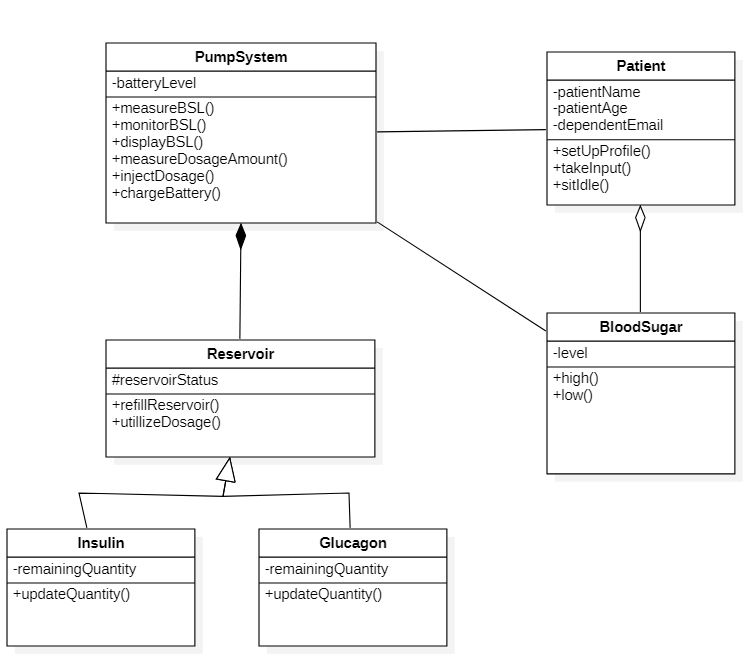 PumpSystem
-batteryLevel
+measureBSL()
+monitorBSL()
+displayBSL()
+measureDosageAmount()
+injectDosage()
+chargeBattery()
Patient
-patientName
-patientAge
-dependentEmail
+setUpProfile()
+takeInput()
+sitIdle()
Reservoir
#reservoirStatus
+refillReservoir()
+utillizeDosage()
BloodSugar
-level
+high()
+low()
Insulin
-remainingQuantity
+updateQuantity()
Glucagon
-remainingQuantity
+updateQuantity()